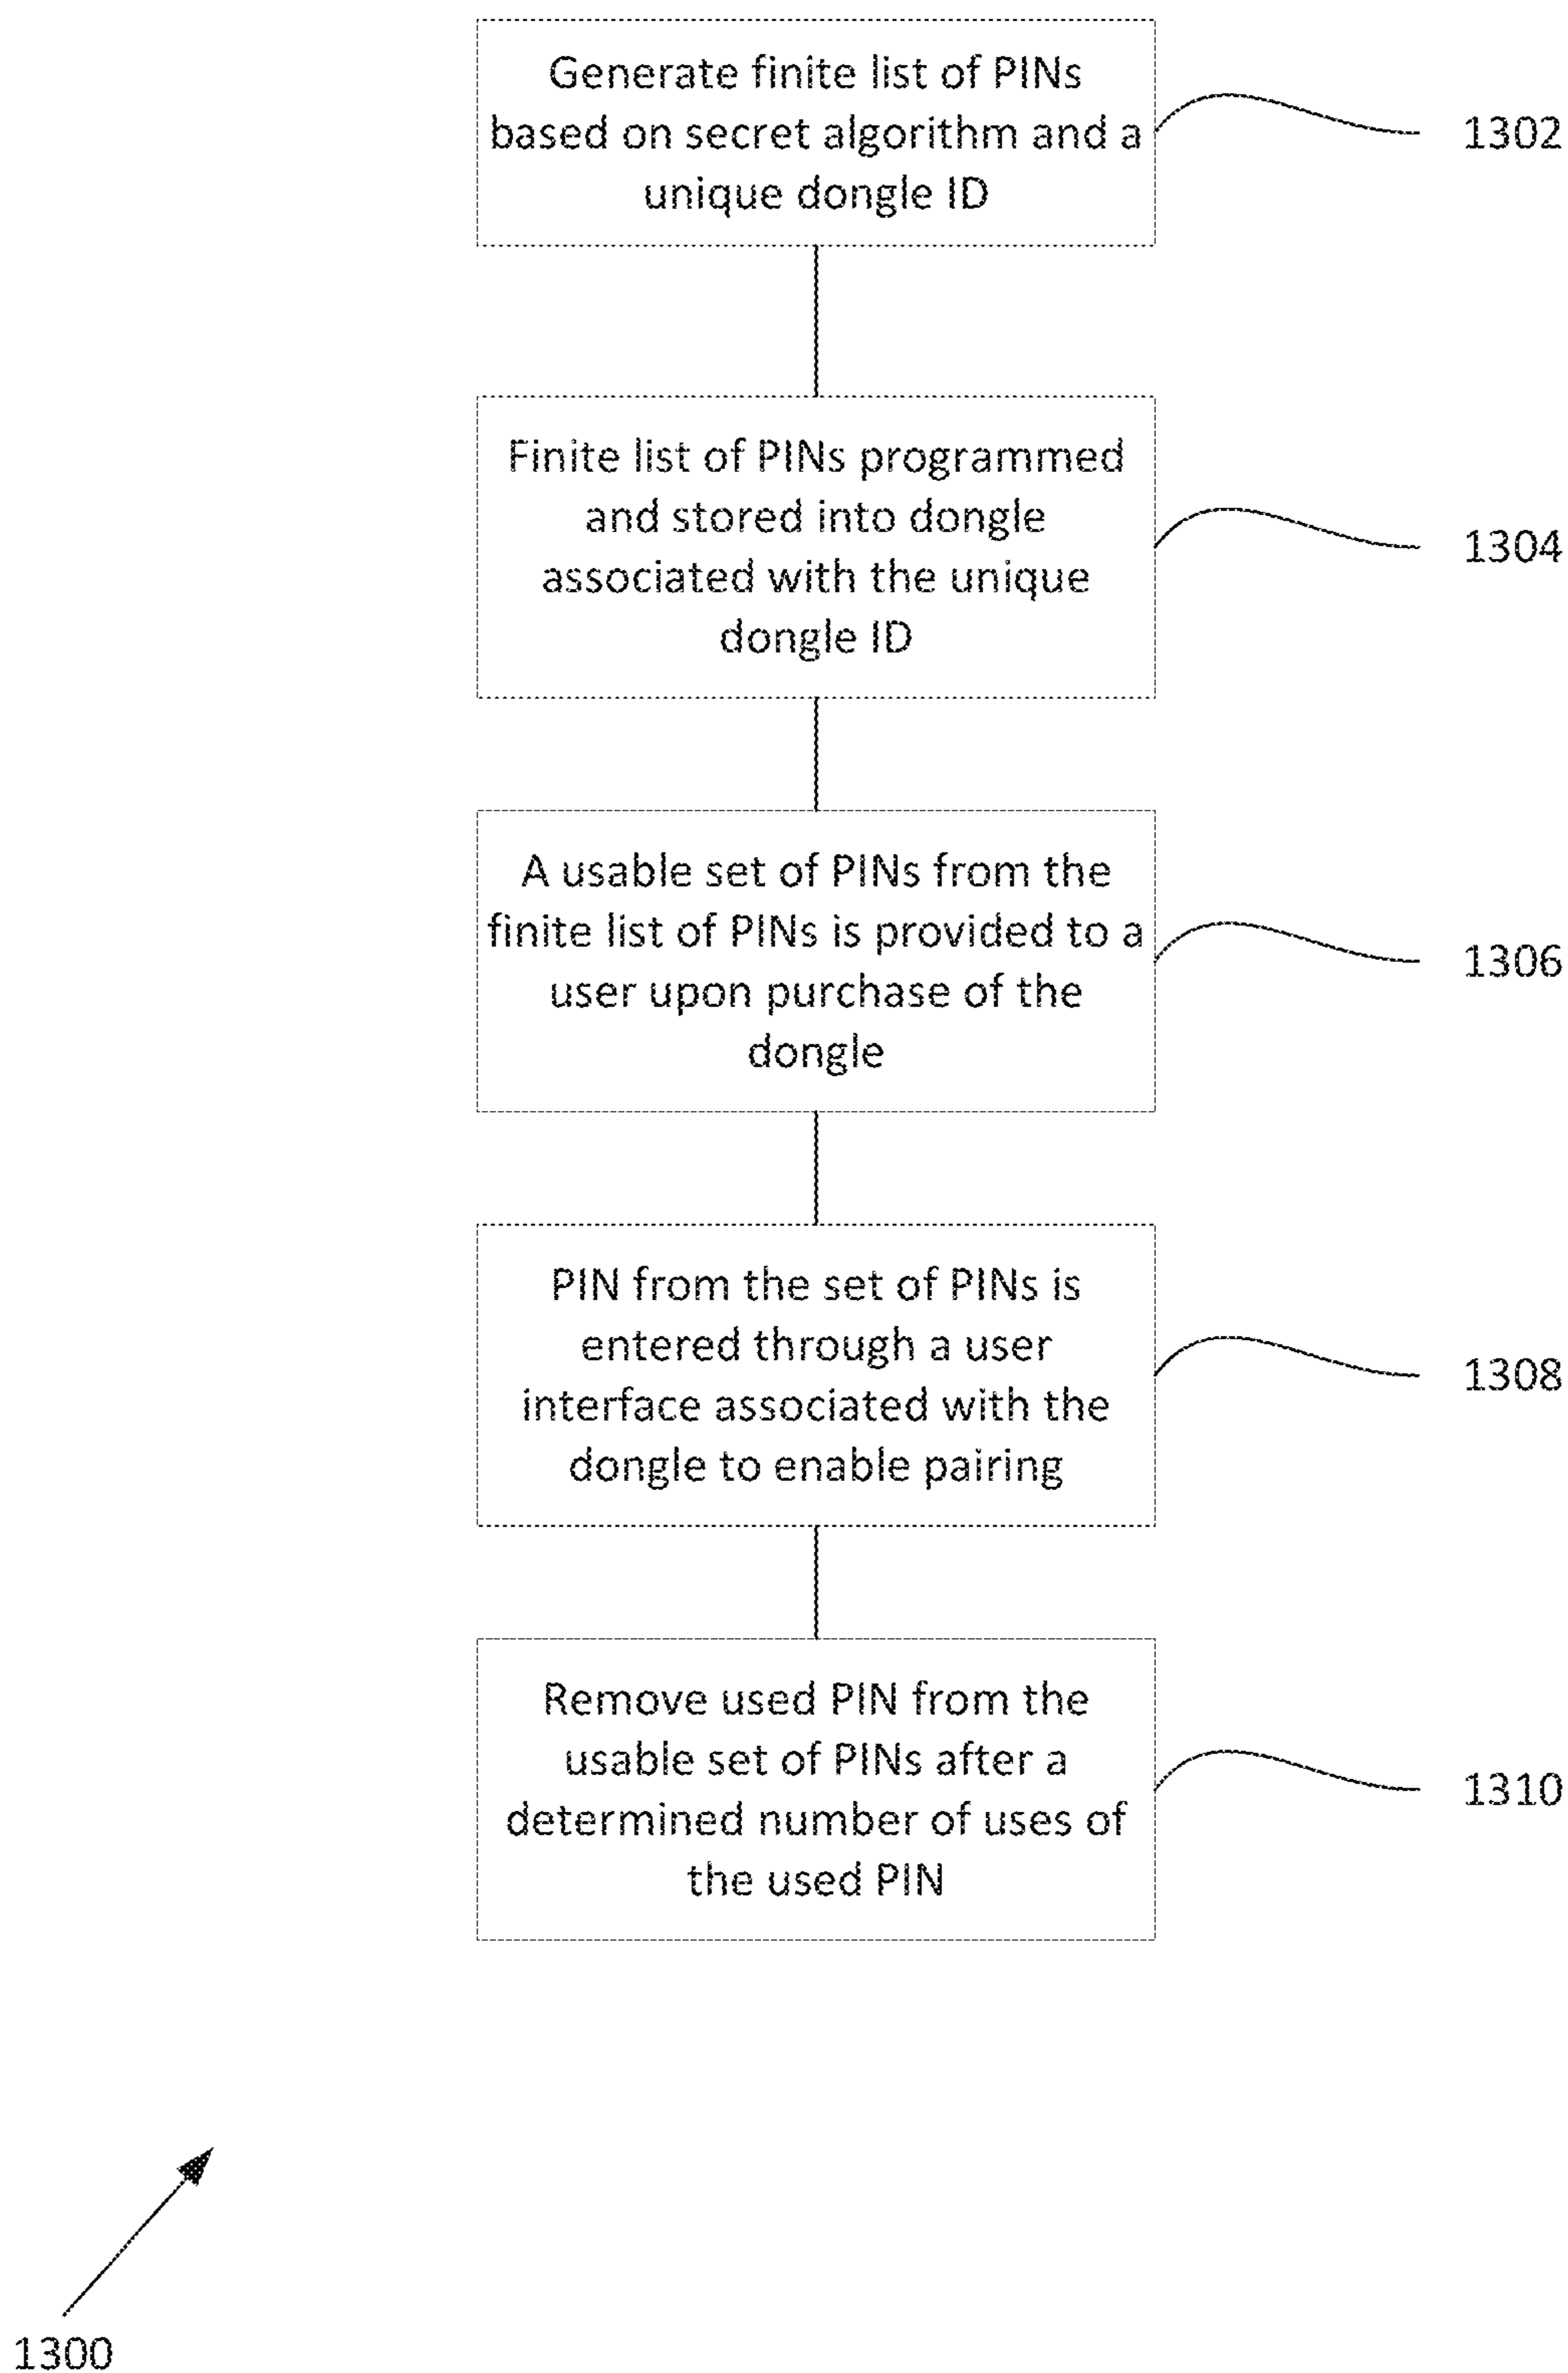 Generate finite list of PINs
based on secret algorithm and a
unique dongle ID
1302
Finite list of PINs programmed
and stored into dongle
associated with the unique
dongle ID
1304
A usable set of PINs from the
finite list of PINs is provided to a
user upon purchase of the
dongle
1306
PIN from the set of PINs is
entered through a user
interface associated with the
dongle to enable pairing
1308
Remove used PIN from the
usable set of PINs after a
determined number of uses of
the used PIN
1310
1300